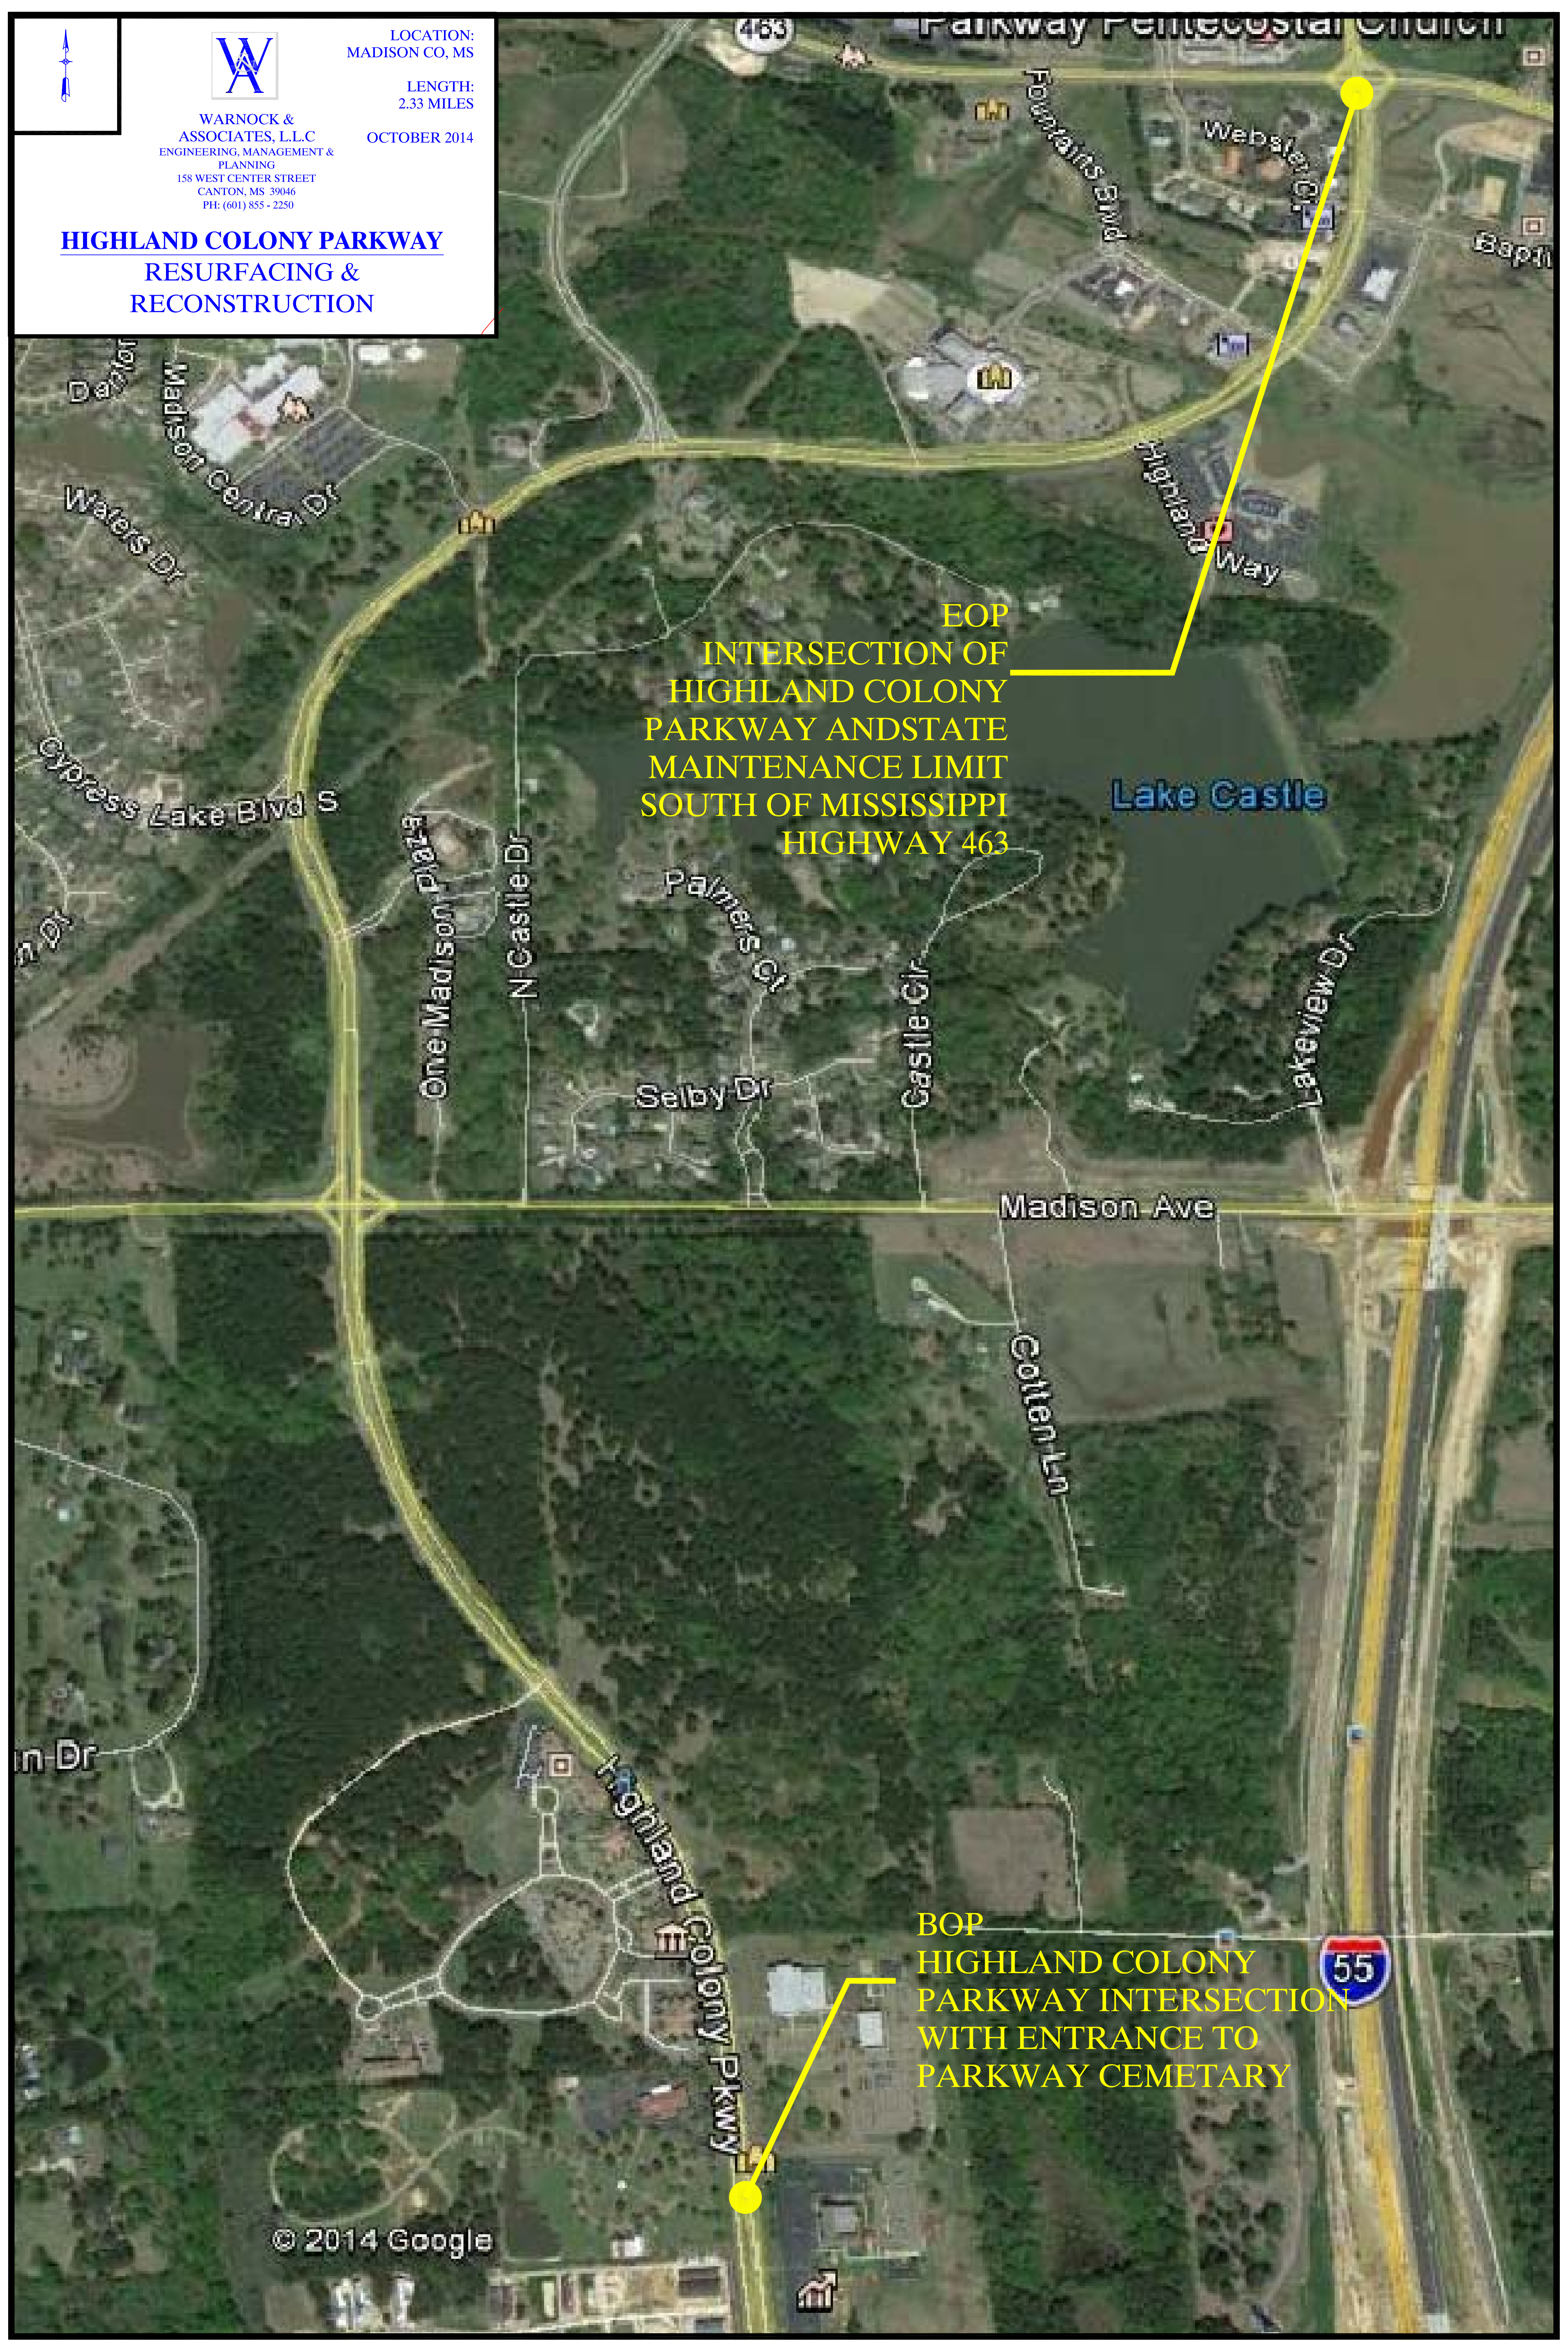 WA
WARNOCK &
ASSOCIATES, L.L.C
ENGINEERING, MANAGEMENT &
PLANNING
158 WEST CENTER STREET
CANTON, MS 39046
PH: (601) 855 - 2250
LOCATION:
MADISON CO, MS
LENGTH:
2.33 MILES
OCTOBER 2014
HIGHLAND COLONY PARKWAY
RESURFACING &
RECONSTRUCTION
463
Parkway Pentecostal Church
Fountains Blvd
Webster Ct
Madison Central Dr
Waters Dr
Highland Way
EOP
INTERSECTION OF
HIGHLAND COLONY
PARKWAY ANDSTATE
MAINTENANCE LIMIT
SOUTH OF MISSISSIPPI
HIGHWAY 463
Lake Castle
Cypress Lake Blvd S
One Madison Plaza
N Castle Dr
Palmers Ct
Castle Cir
Lakeview Dr
Selby Dr
Madison Ave
Cotten Ln
Dr
Highland Colony Pkwy
BOP
HIGHLAND COLONY
PARKWAY INTERSECTION
WITH ENTRANCE TO
PARKWAY CEMETARY
55
© 2014 Google